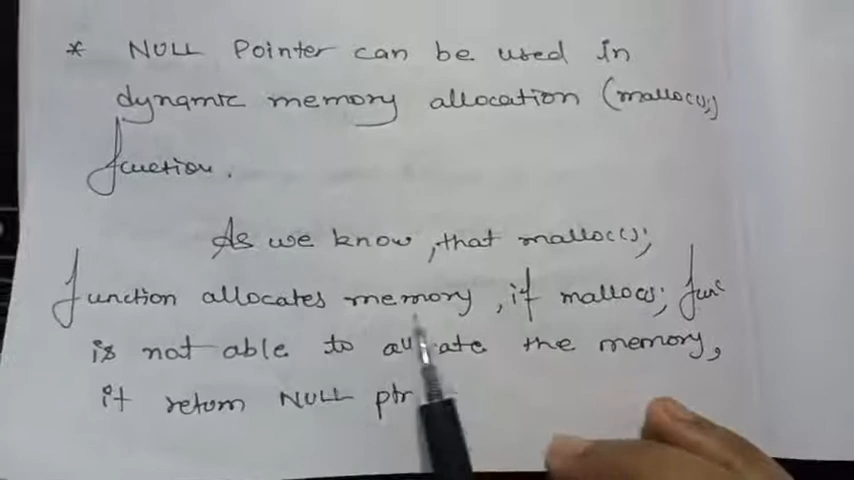 * NULL Pointer can be used in
dynamic memory allocation (malloc();)
function.
As we know, that malloc();
function allocates memory, if malloc(); func
is not able to allocate the memory,
it return NULL ptr